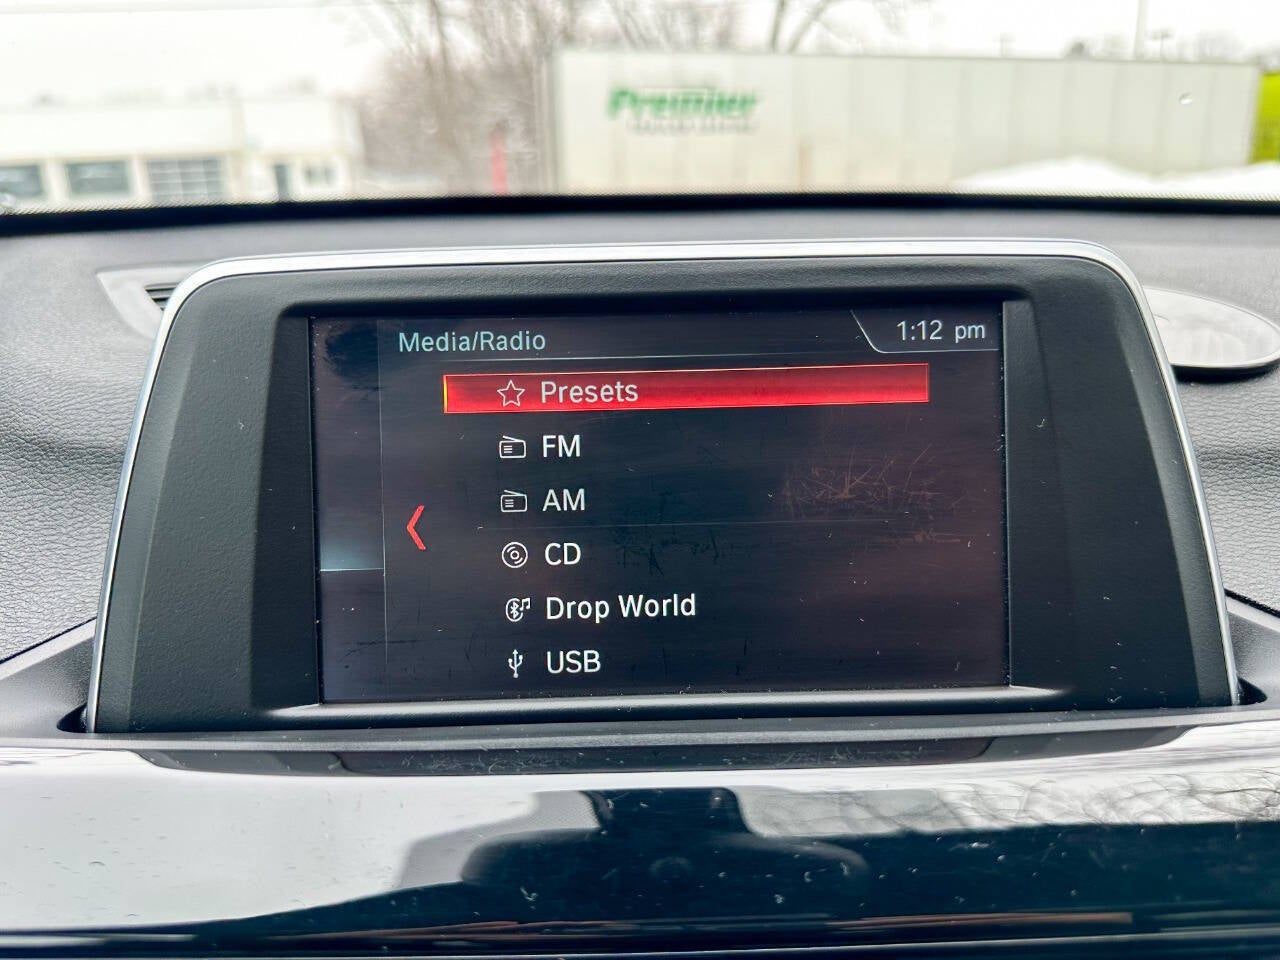 Premier
Media/Radio
1:12 pm
Presets
FM
AM
CD
Drop World
USB